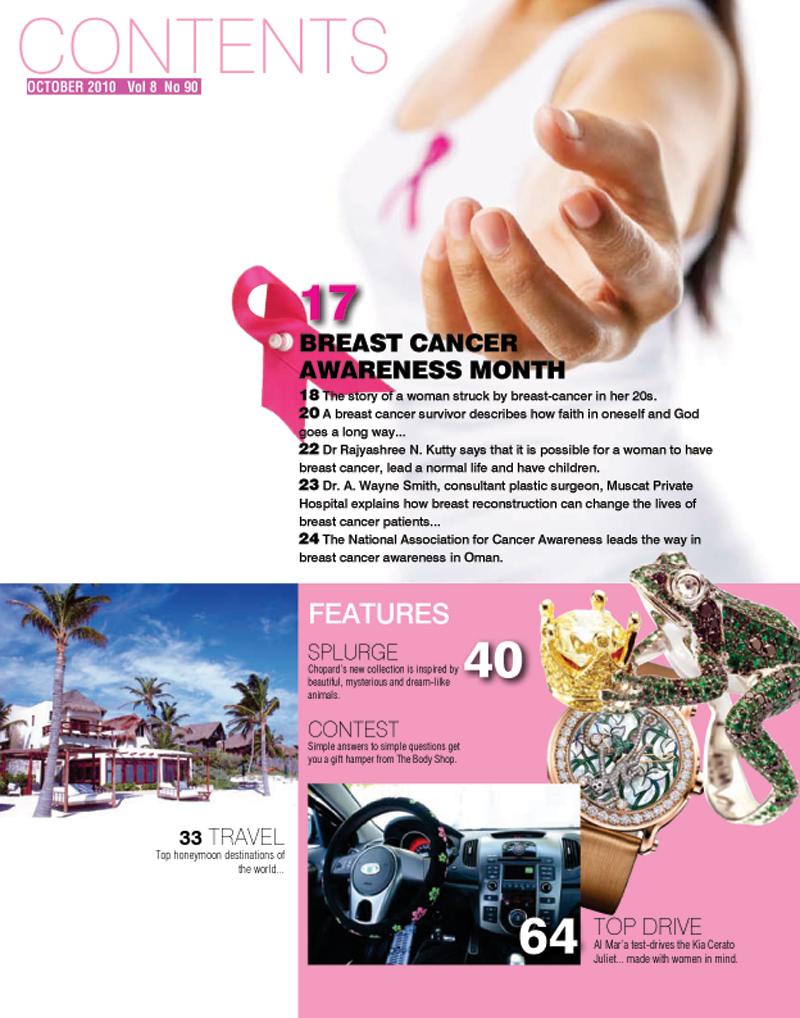 CONTENTS
OCTOBER 2010 Vol 8 No 90
17
BREAST CANCER
AWARENESS MONTH
18 The story of a woman struck by breast-cancer in her 20s.
20 A breast cancer survivor describes how faith in oneself and God
goes a long way...
22 Dr Rajyashree N. Kutty says that it is possible for a woman to have
breast cancer, lead a normal life and have children.
23 Dr. A. Wayne Smith, consultant plastic surgeon, Muscat Private
Hospital explains how breast reconstruction can change the lives of
breast cancer patients...
24 The National Association for Cancer Awareness leads the way in
breast cancer awareness in Oman.
33 TRAVEL
Top honeymoon destinations of
the world...
FEATURES
SPLURGE
40
Chopard's new collection is inspired by
beautiful, mysterious and dream-like
animals.
CONTEST
Simple answers to simple questions get
you a gift hamper from The Body Shop.
64
TOP DRIVE
Al Mar'a test-drives the Kia Cerato
Juliet... made with women in mind.